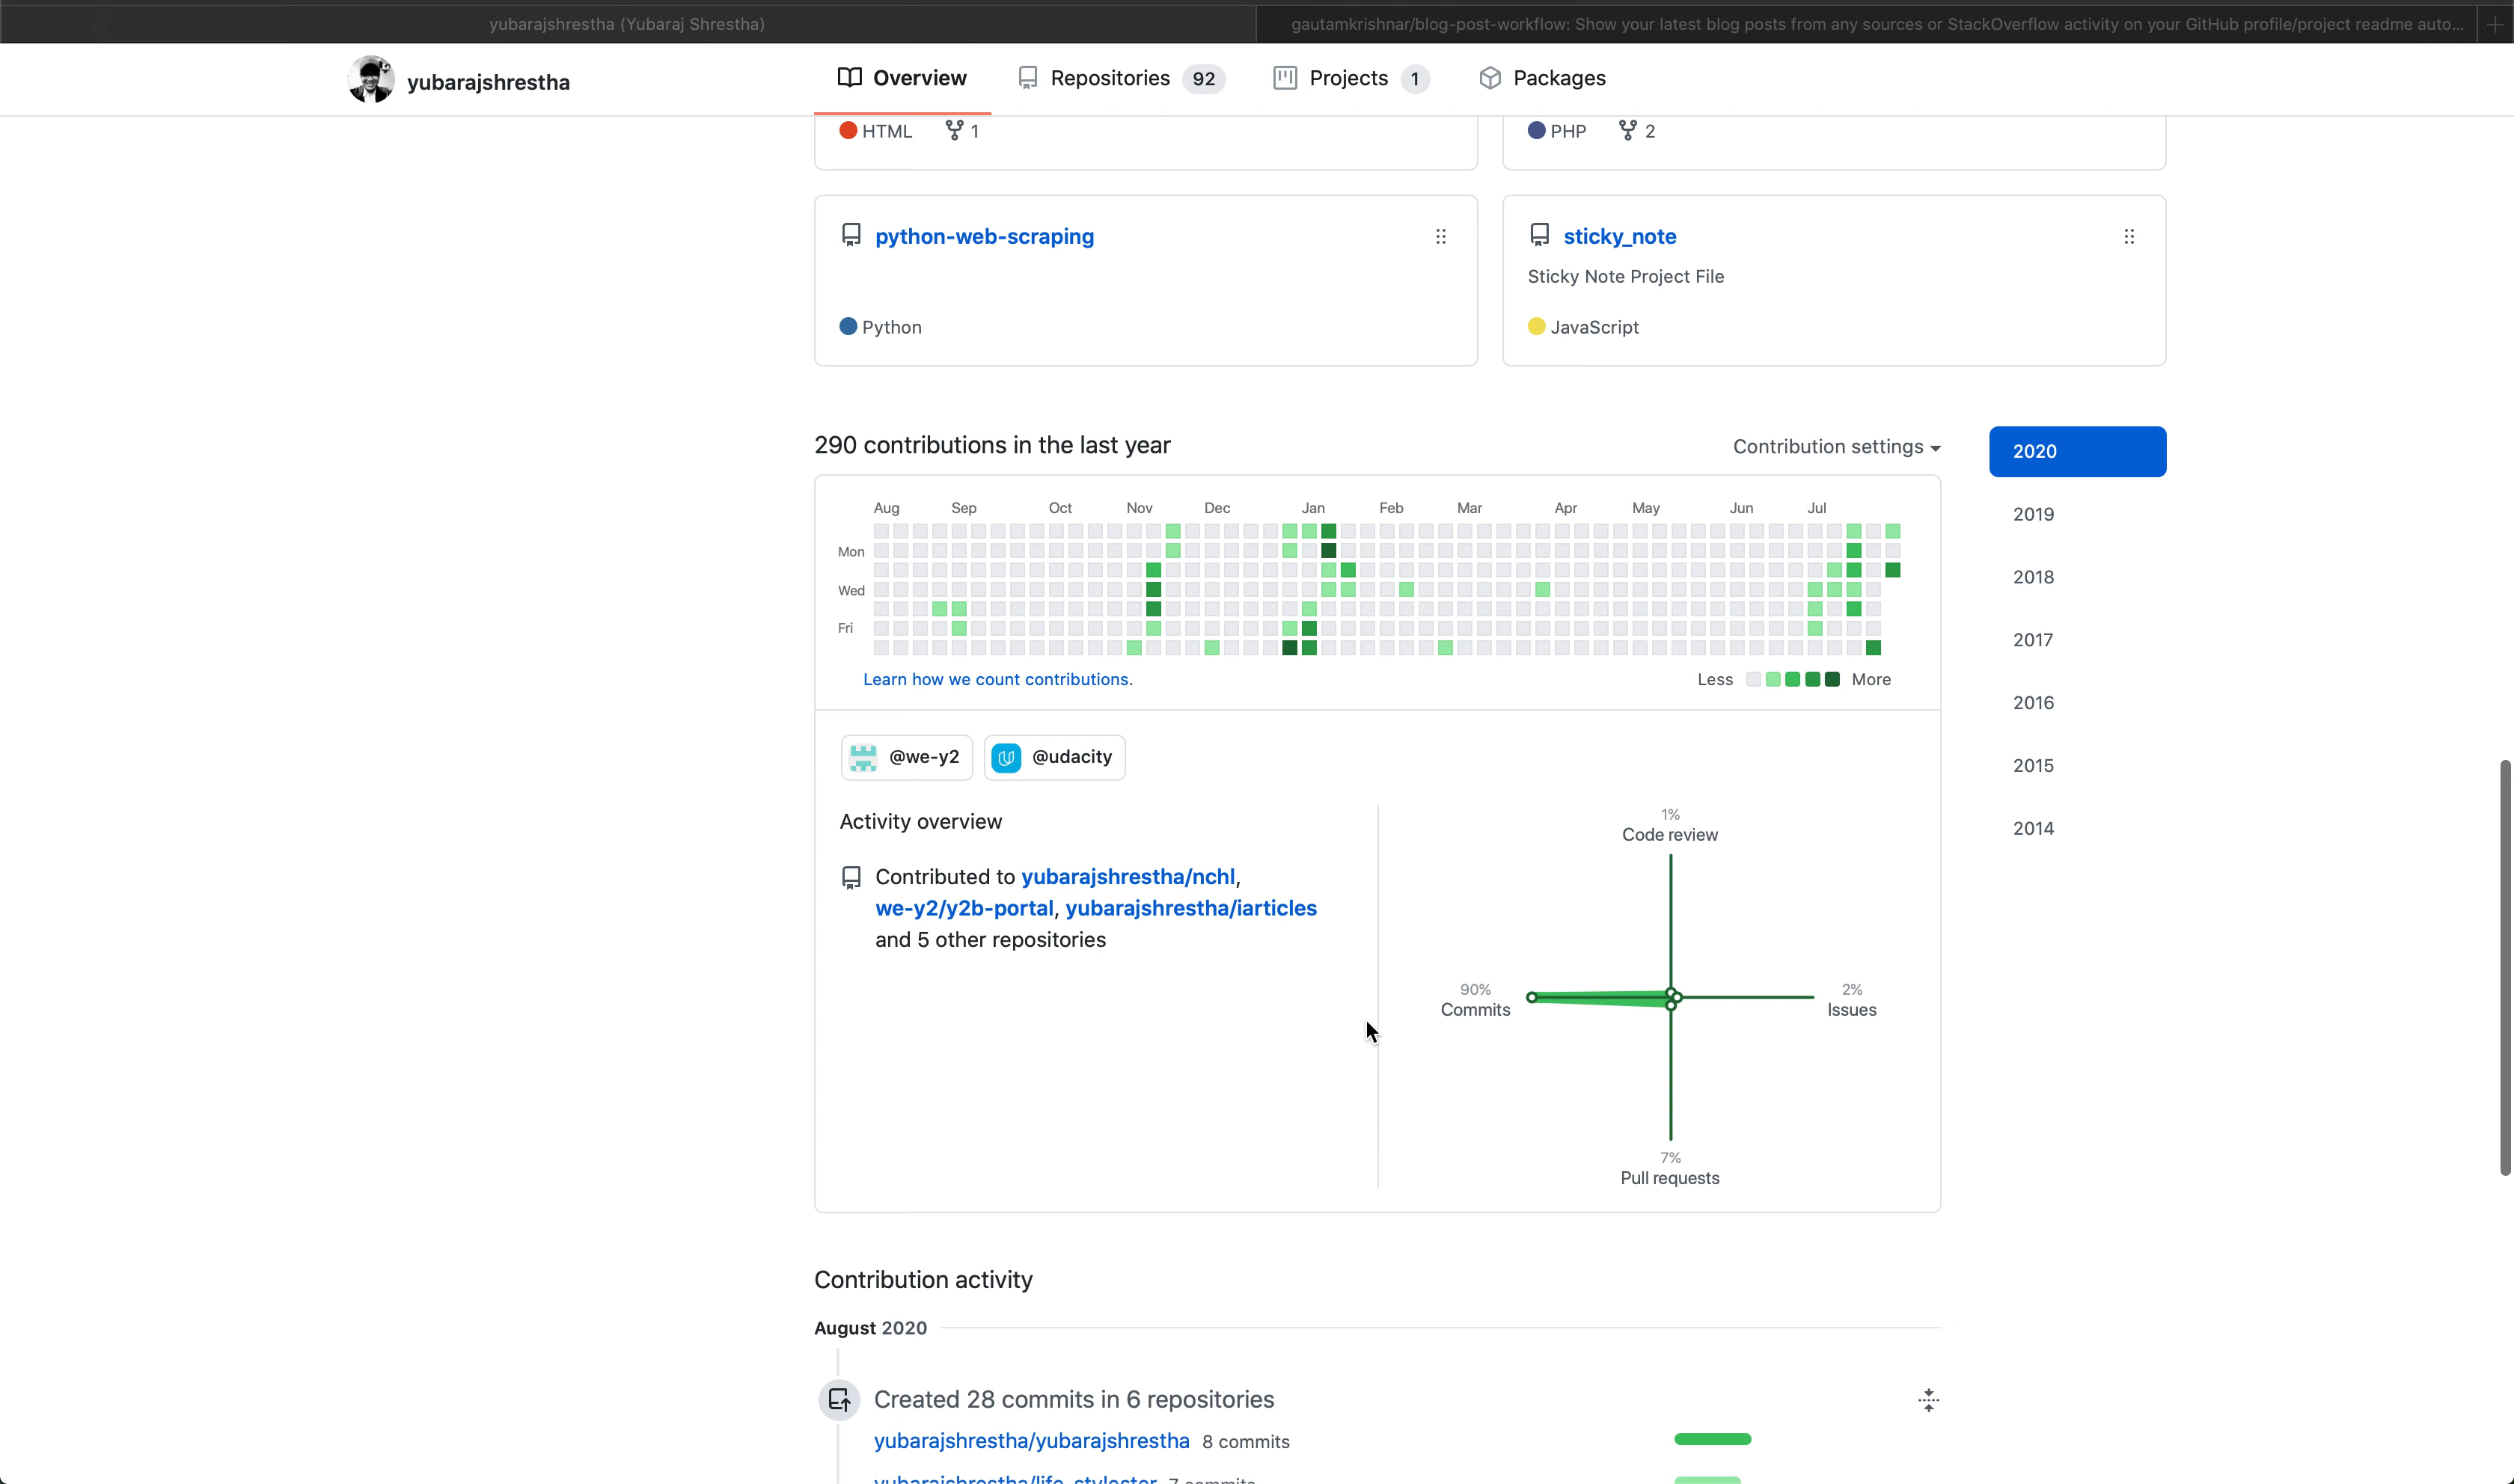 yubarajshrestha (Yubaraj Shrestha)
gautamkrishnar/blog-post-workflow: Show your latest blog posts from any sources or StackOverflow activity on your GitHub profile/project readme auto...
yubarajshrestha
Overview
Repositories 92
Projects 1
Packages
HTML 1
PHP 2
python-web-scraping
Python
sticky_note
Sticky Note Project File
JavaScript
290 contributions in the last year
Contribution settings
Aug Sep Oct Nov Dec Jan Feb Mar Apr May Jun Jul
Mon
Wed
Fri
Learn how we count contributions.
Less More
2020
2019
2018
2017
2016
2015
2014
@we-y2
@udacity
Activity overview
Contributed to yubarajshrestha/nchl,
we-y2/y2b-portal, yubarajshrestha/iarticles
and 5 other repositories
1%
Code review
90%
Commits
2%
Issues
7%
Pull requests
Contribution activity
August 2020
Created 28 commits in 6 repositories
yubarajshrestha/yubarajshrestha 8 commits
yubarajshrestha/life_stylester 7 commits